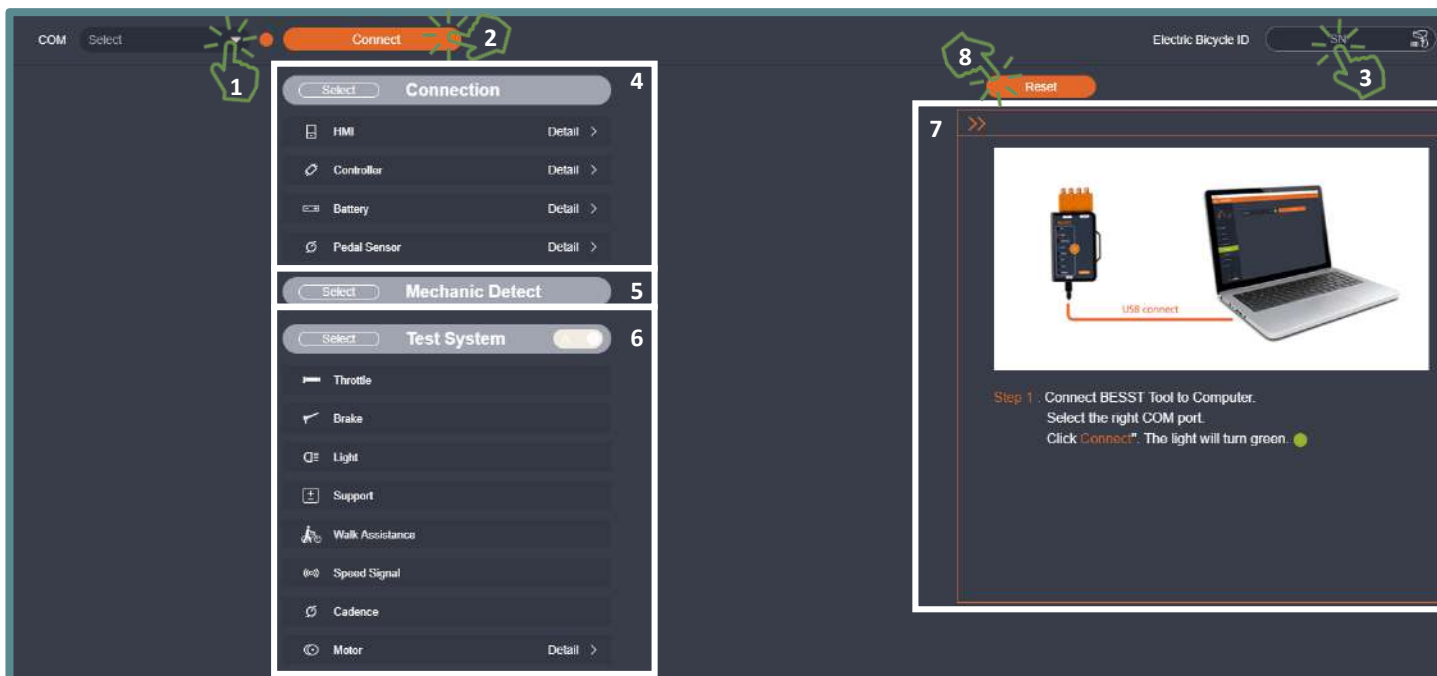 COM Select Connect 2 Electric Bicycle ID SN
1 3
8
Reset
Select Connection 4
HMI Detail >
Controller Detail >
Battery Detail >
Pedal Sensor Detail >
Select Mechanic Detect 5
Select Test System 6
Throttle
Brake
Light
Support
Walk Assistance
Speed Signal
Cadence
Motor Detail >
7 >>
USB connect
Step 1 . Connect BESST Tool to Computer.
Select the right COM port.
Click Connect". The light will turn green.